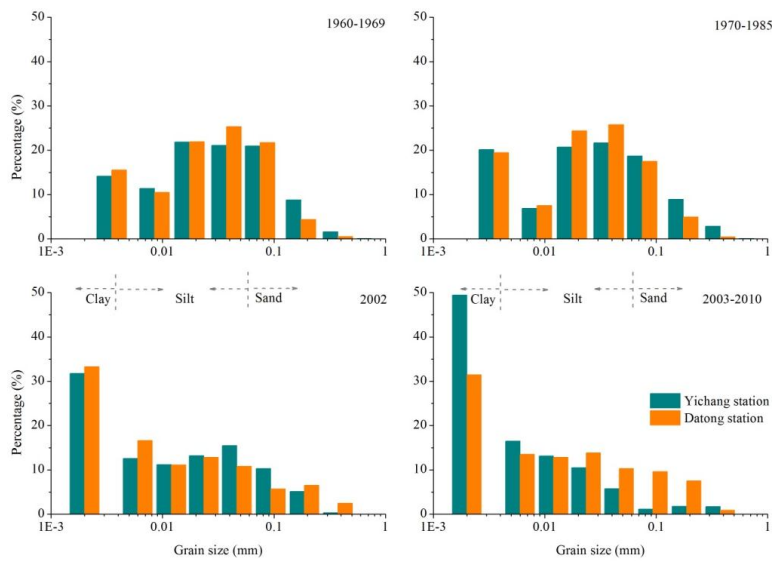 50
40
30
20
10
0
Percentage (%)
1960-1969
1E-3
0.01
0.1
1
50
40
30
20
10
0
Percentage (%)
1970-1985
1E-3
0.01
0.1
1
50
40
30
20
10
0
Percentage (%)
Clay
Silt
Sand
2002
1E-3
0.01
0.1
1
Grain size (mm)
50
40
30
20
10
0
Percentage (%)
Clay
Silt
Sand
2003-2010
Yichang station
Datong station
1E-3
0.01
0.1
1
Grain size (mm)